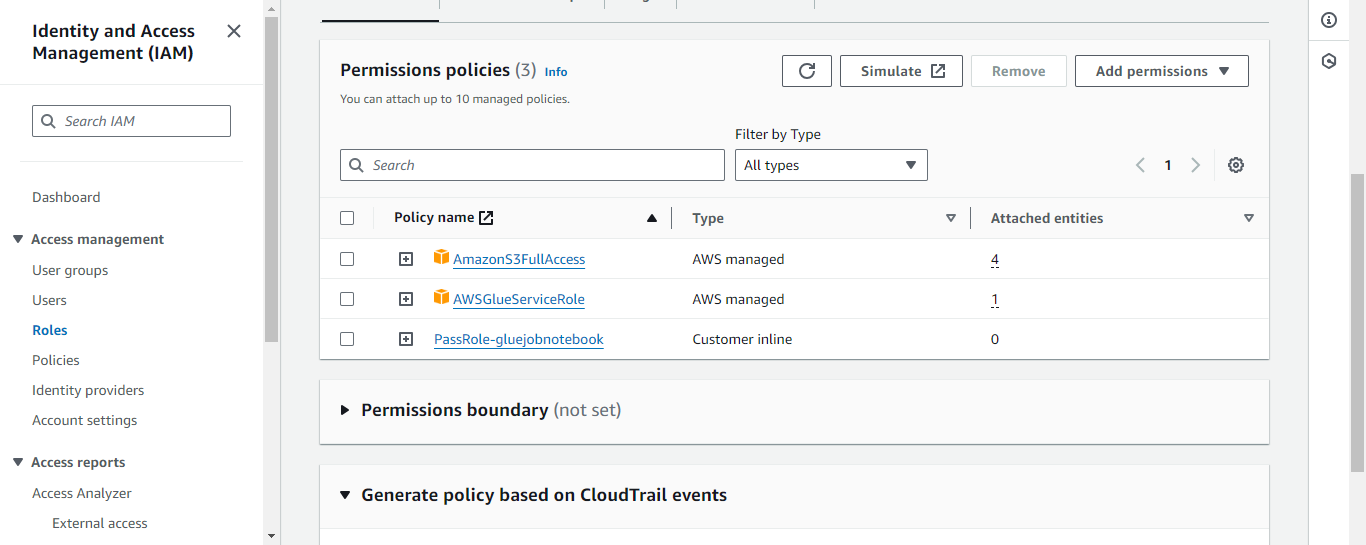 Identity and Access
Management (IAM)
Search IAM
Dashboard
Access management
User groups
Users
Roles
Policies
Identity providers
Account settings
Access reports
Access Analyzer
External access
Permissions policies (3) Info
You can attach up to 10 managed policies.
Simulate
Remove
Add permissions
Filter by Type
Search
All types
1
Policy name Type Attached entities
AmazonS3FullAccess AWS managed 4
AWSGlueServiceRole AWS managed 1
PassRole-gluejobnotebook Customer inline 0
Permissions boundary (not set)
Generate policy based on CloudTrail events